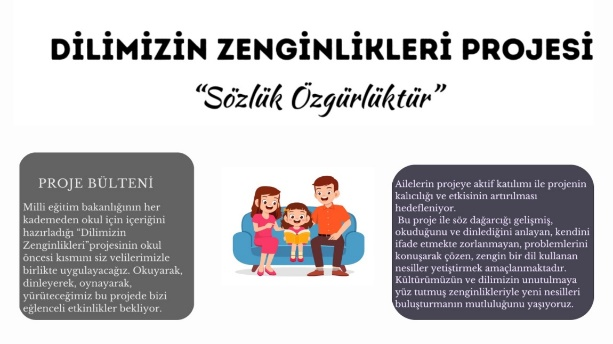 DİLİMİZİN ZENGİNLİKLERİ PROJESİ
“Sözlük Özgürlüktür”
PROJE BÜLTENİ
Milli eğitim bakanlığının her
kademeden okul için içeriğini
hazırladığı “Dilimizin
Zenginlikleri”projesinin okul
öncesi kısmını siz velilerimizle
birlikte uygulayacağız. Okuyarak,
dinleyerek, oynayarak,
yürüteceğimiz bu projede bizi
eğlenceli etkinlikler bekliyor.
Ailelerin projeye aktif katılımı ile projenin
kalıcılığı ve etkisinin artırılması
hedefleniyor.
Bu proje ile söz dağarcığı gelişmiş,
okuduğunu ve dinlediğini anlayan, kendini
ifade etmekte zorlanmayan, problemlerini
konuşarak çözen, zengin bir dil kullanan
nesiller yetiştirmek amaçlanmaktadır.
Kültürümüzün ve dilimizin unutulmaya
yüz tutmuş zenginlikleriyle yeni nesilleri
buluşturmanın mutluluğunu yaşıyoruz.